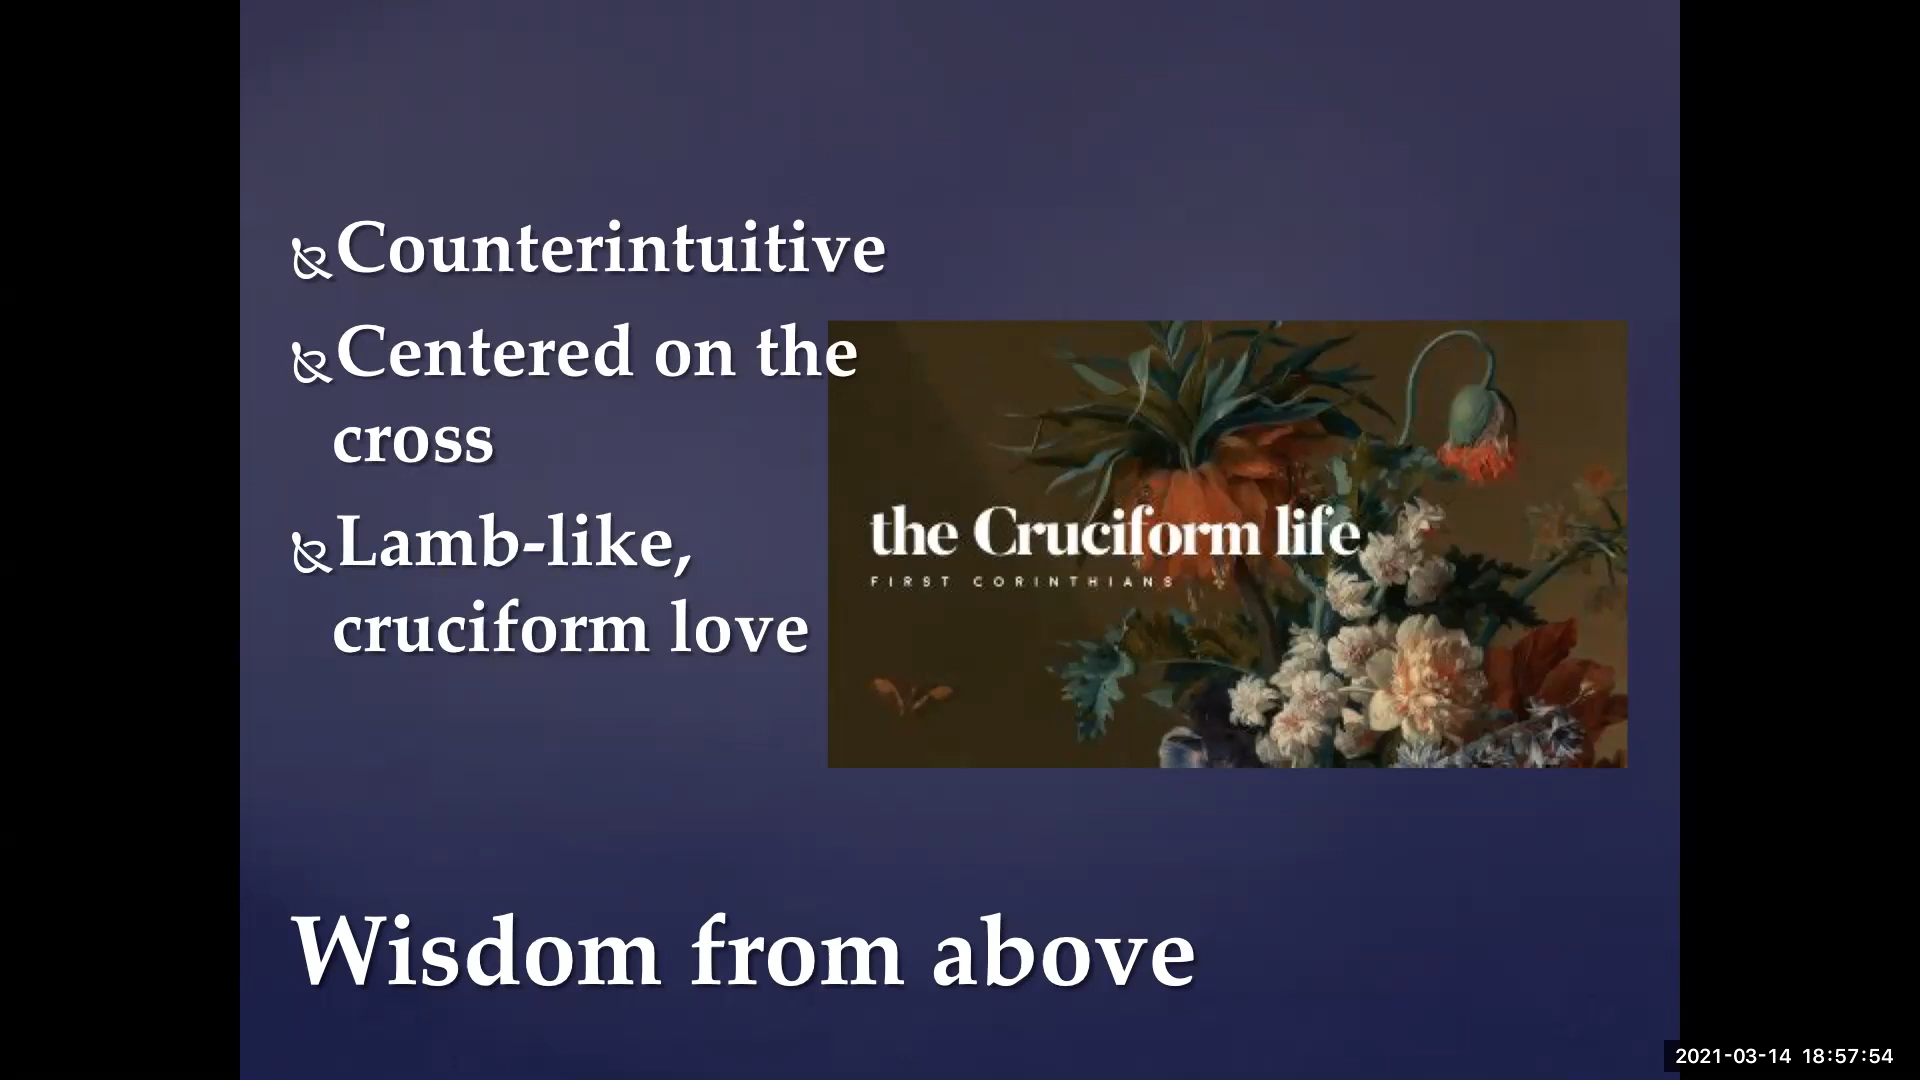 Counterintuitive
Centered on the
cross
Lamb-like,
cruciform love
the Cruciform life
FIRST CORINTHIANS
Wisdom from above
2021-03-14 18:57:54